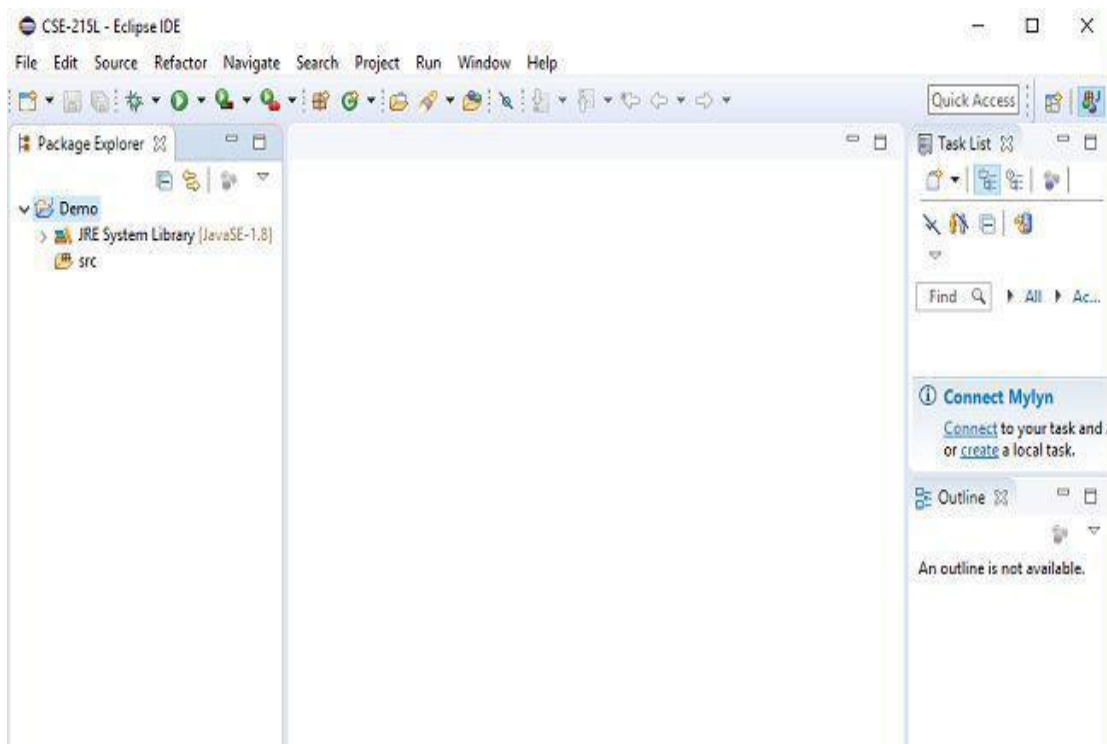 CSE-215L - Eclipse IDE
File Edit Source Refactor Navigate Search Project Run Window Help
Quick Access
Package Explorer
Demo
JRE System Library [JavaSE-1.8]
src
Task List
Find All Ac...
Connect Mylyn
Connect to your task and
or create a local task.
Outline
An outline is not available.